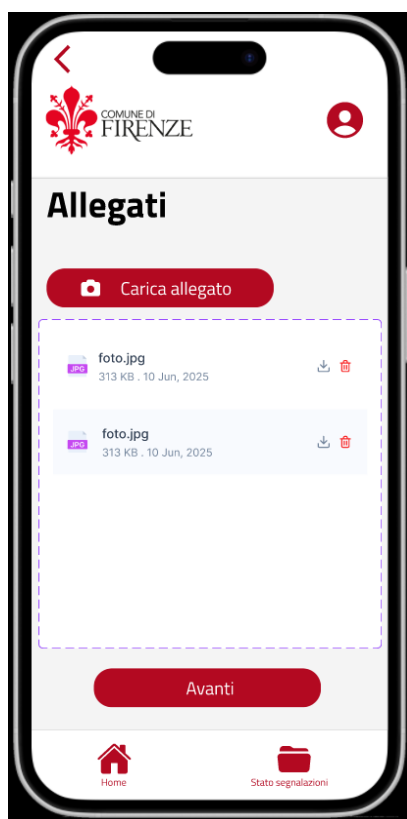 COMUNE DI
FIRENZE
Allegati
Carica allegato
JPG
foto.jpg
313 KB . 10 Jun, 2025
JPG
foto.jpg
313 KB . 10 Jun, 2025
Avanti
Home
Stato segnalazioni